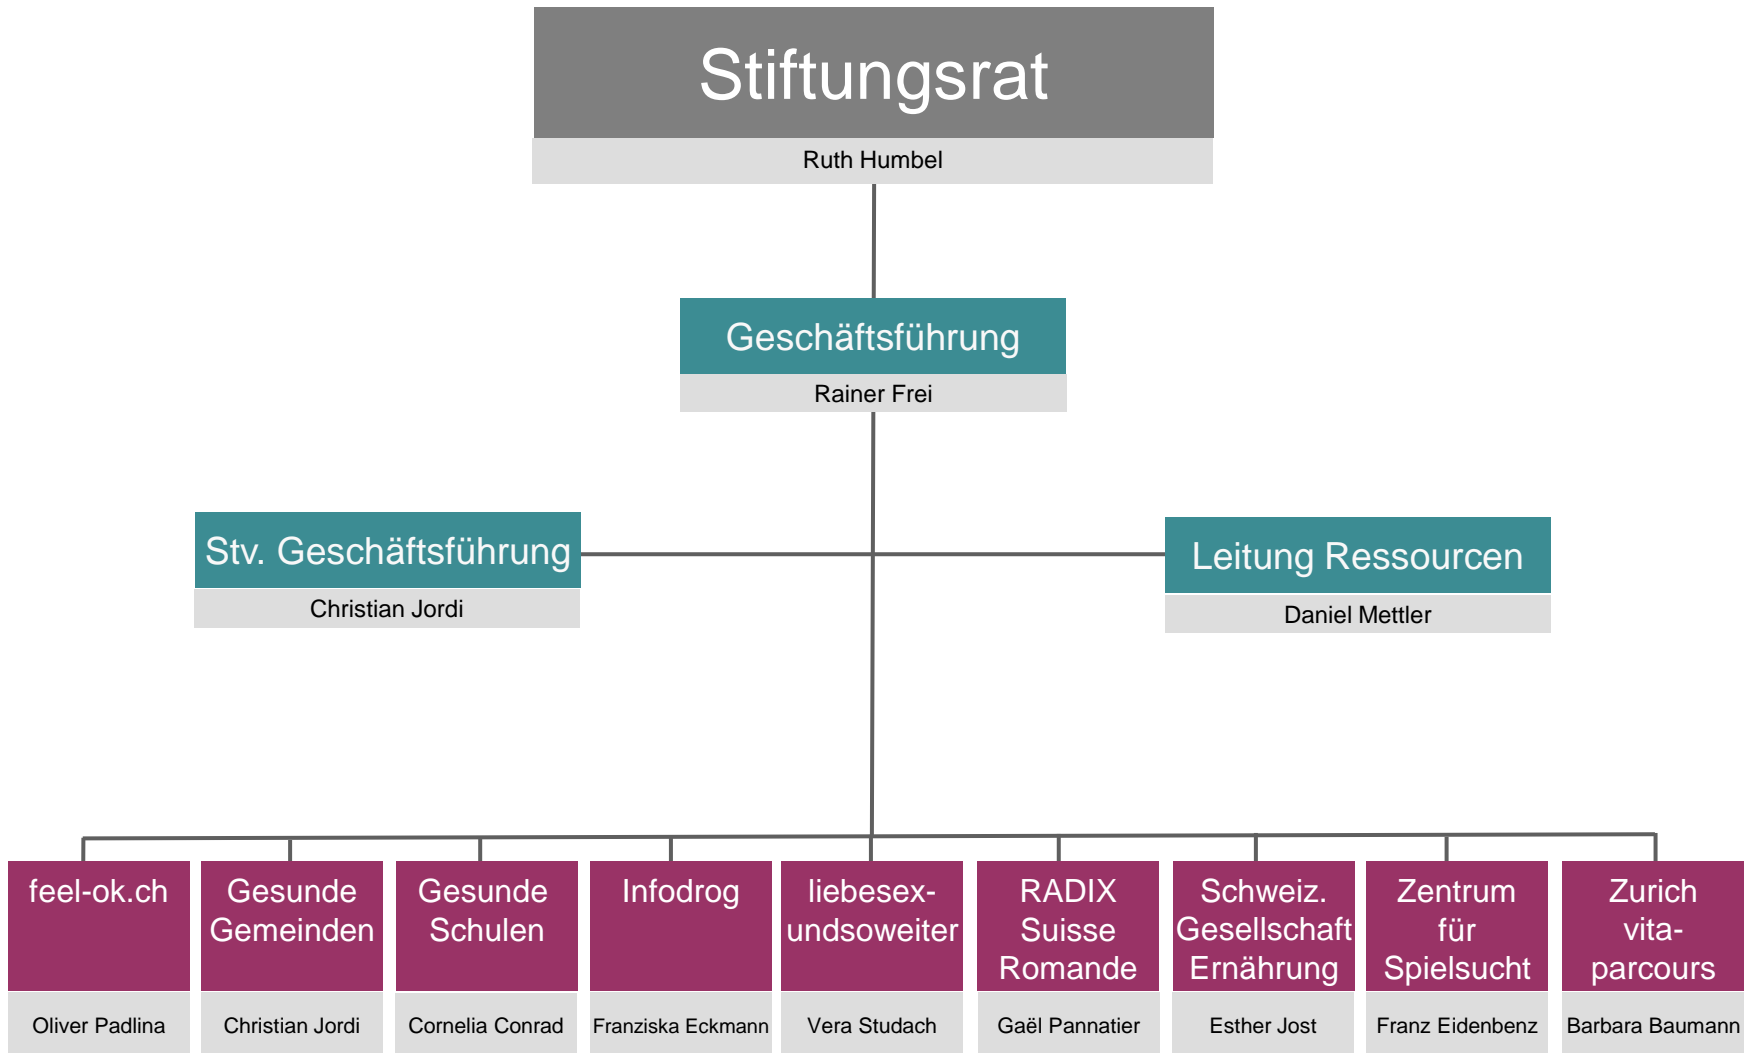 Stiftungsrat
Ruth Humbel
Geschäftsführung
Rainer Frei
Stv. Geschäftsführung
Christian Jordi
Leitung Ressourcen
Daniel Mettler
feel-ok.ch
Oliver Padlina
Gesunde
Gemeinden
Christian Jordi
Gesunde
Schulen
Cornelia Conrad
Infodrog
Franziska Eckmann
liebesex-
undsoweiter
Vera Studach
RADIX
Suisse
Romande
Gaël Pannatier
Schweiz.
Gesellschaft
Ernährung
Esther Jost
Zentrum
für
Spielsucht
Franz Eidenbenz
Zurich
vita-
parcours
Barbara Baumann